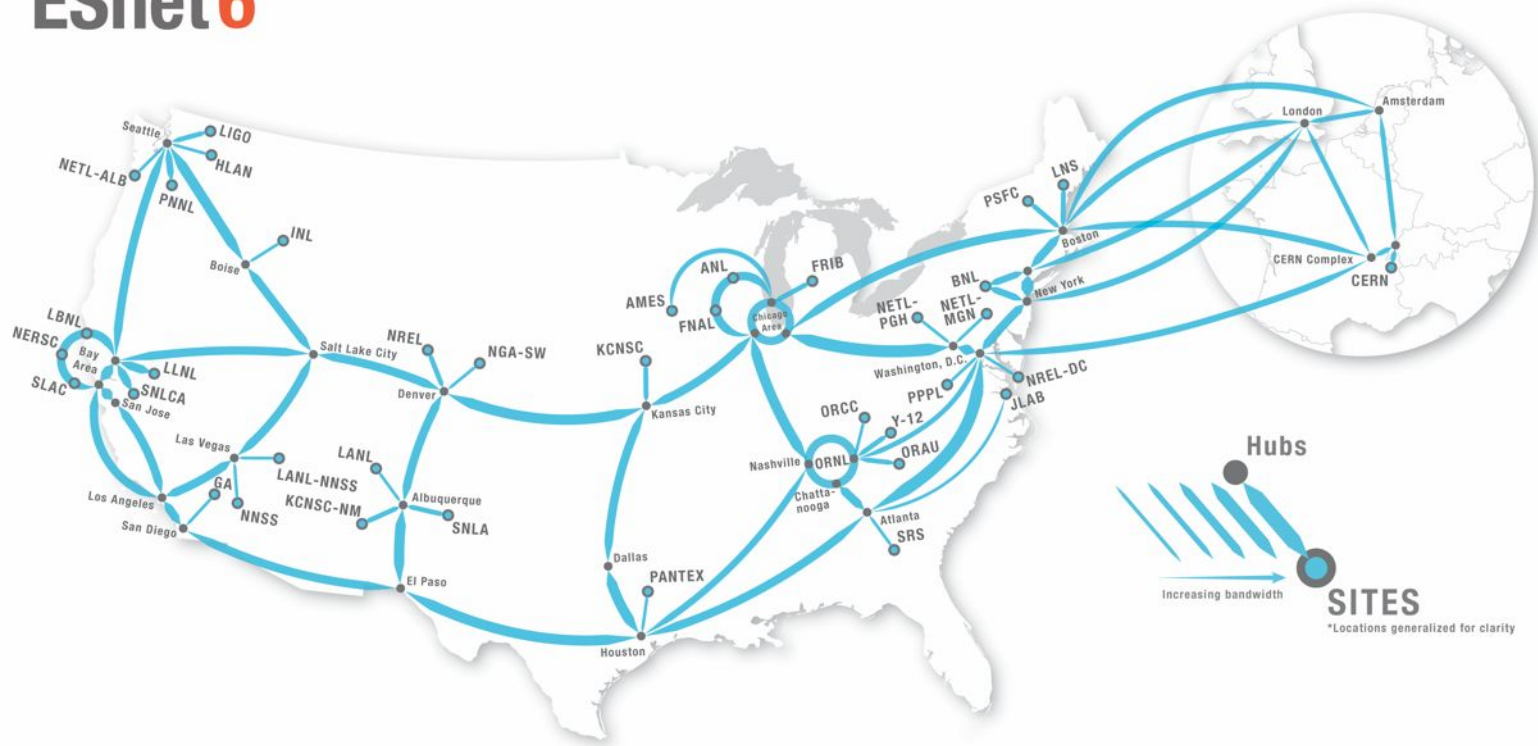 ESnet6
Seattle
LIGO
HLAN
NETL-ALB
PNNL
INL
Boise
LBNL
NERSC
Bay
Area
SLAC
LLNL
SNLCA
San Jose
Salt Lake City
NREL
NGA-SW
Denver
Las Vegas
LANL-NNSS
GA
NNSS
Los Angeles
San Diego
LANL
KCNSC-NM
Albuquerque
SNLA
El Paso
KCNSC
Kansas City
Dallas
PANTEX
Houston
AMES
ANL
FNAL
FRIB
Chicago
Area
Nashville
ORNL
ORCC
Y-12
ORAU
Chatta-
nooga
Atlanta
SRS
NETL-
PGH
NETL-
MGN
Washington, D.C.
PPPL
NREL-DC
JLAB
BNL
New York
PSFC
LNS
Boston
London
Amsterdam
CERN Complex
CERN
Hubs
Increasing bandwidth
SITES
*Locations generalized for clarity